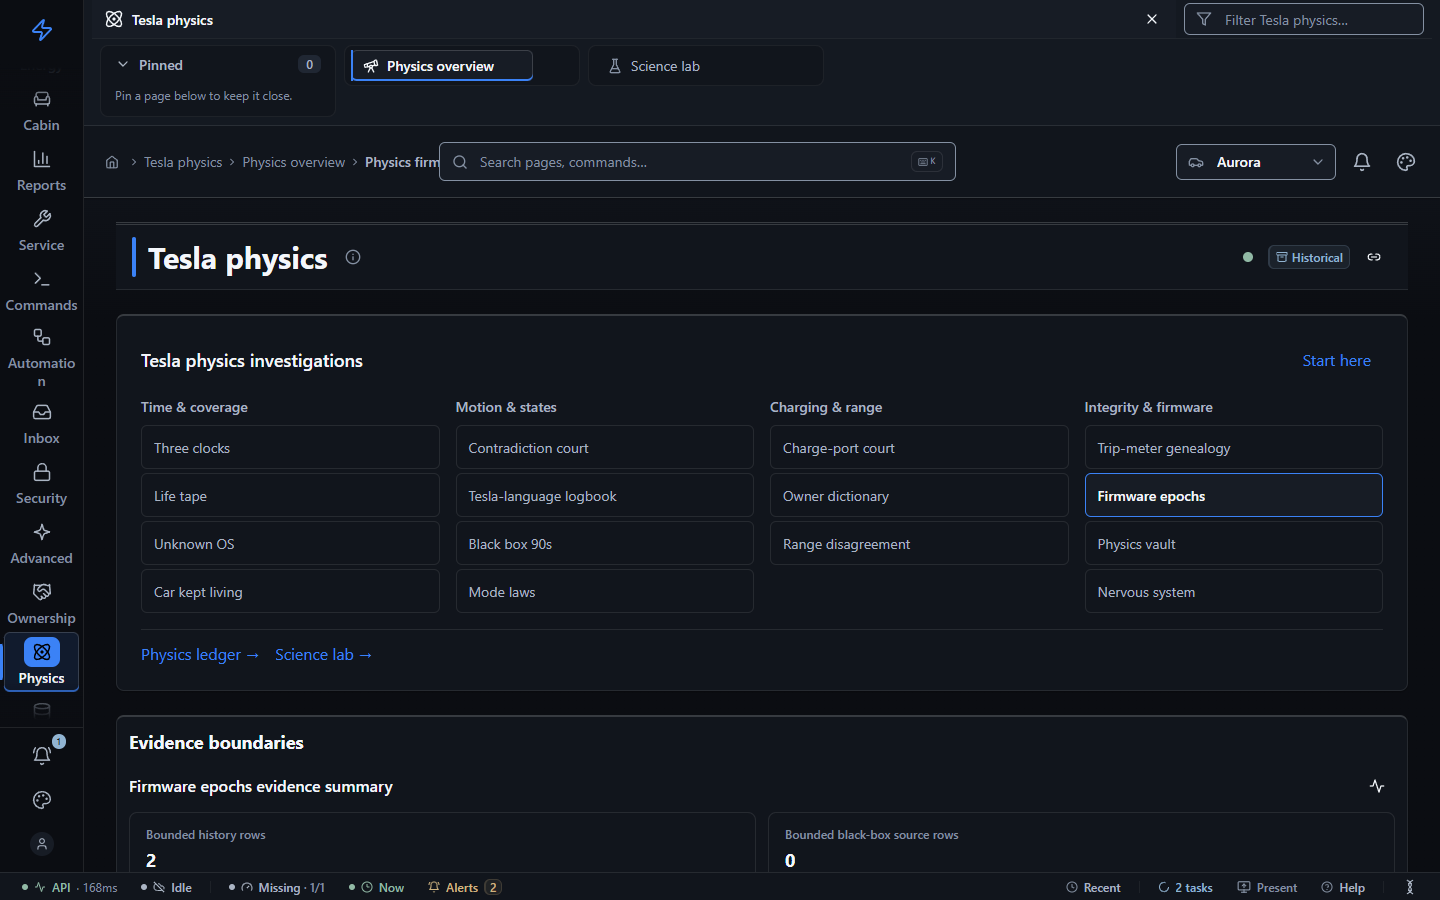 Tesla physics
Filter Tesla physics...
Pinned
0
Pin a page below to keep it close.
Physics overview
Science lab
Cabin
Reports
Service
Commands
Automatio
n
Inbox
Security
Advanced
Ownership
Physics
1
Tesla physics
Physics overview
Physics firm
Search pages, commands...
K
Aurora
Tesla physics
Historical
Tesla physics investigations
Start here
Time & coverage
Three clocks
Life tape
Unknown OS
Car kept living
Motion & states
Contradiction court
Tesla-language logbook
Black box 90s
Mode laws
Charging & range
Charge-port court
Owner dictionary
Range disagreement
Integrity & firmware
Trip-meter genealogy
Firmware epochs
Physics vault
Nervous system
Physics ledger →
Science lab →
Evidence boundaries
Firmware epochs evidence summary
Bounded history rows
2
Bounded black-box source rows
0
API · 168ms
Idle
Missing · 1/1
Now
Alerts 2
Recent
2 tasks
Present
Help